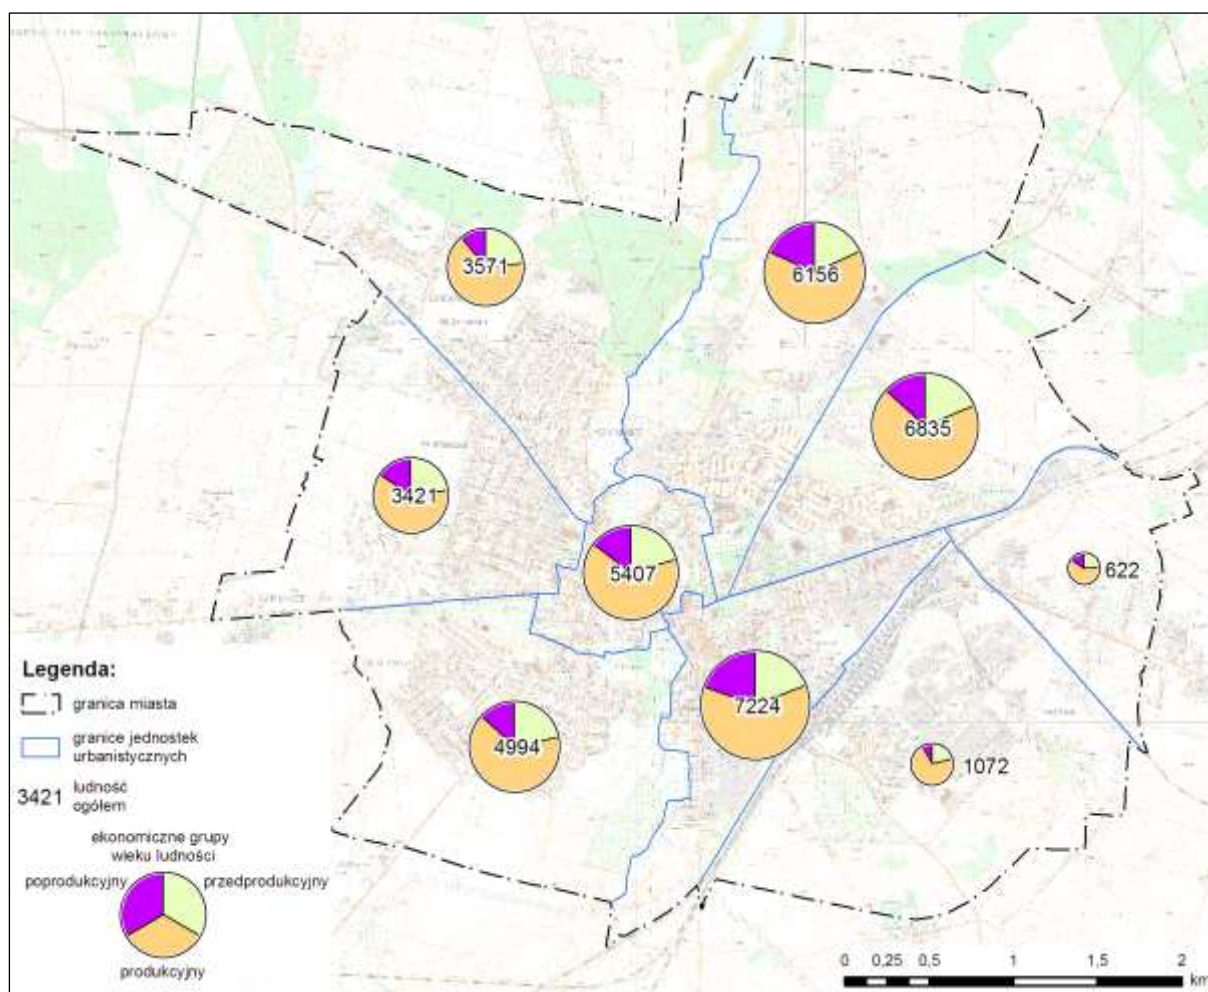 3571
6156
6835
3421
5407
622
7224
4994
1072
Legenda:
granica miasta
granice jednostek
urbanistycznych
3421
ludność
ogółem
ekonomiczne grupy
wieku ludności
poprodukcyjny
przedprodukcyjny
produkcyjny
0 0,25 0,5 1 1,5 2
km